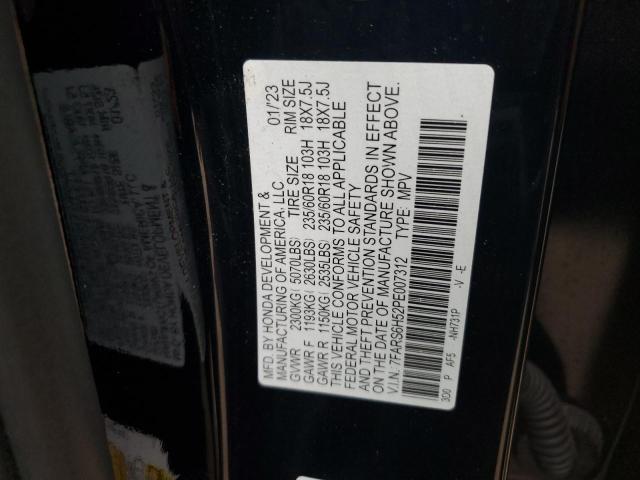 MFD. BY HONDA DEVELOPMENT &
MANUFACTURING OF AMERICA, LLC 01/23
GVWR 2300KG(5070LBS) TIRE SIZE RIM SIZE
GAWR F 1193KG(2630LBS) 235/60R18 103H 18X7.5J
GAWR R 1150KG(2535LBS) 235/60R18 103H 18X7.5J
THIS VEHICLE CONFORMS TO ALL APPLICABLE
FEDERAL MOTOR VEHICLE SAFETY
AND THEFT PREVENTION STANDARDS IN EFFECT
ON THE DATE OF MANUFACTURE SHOWN ABOVE.
V.I.N. 7FARS6H52PE007312 TYPE: MPV
300 P AF5 -NH731P -V -E